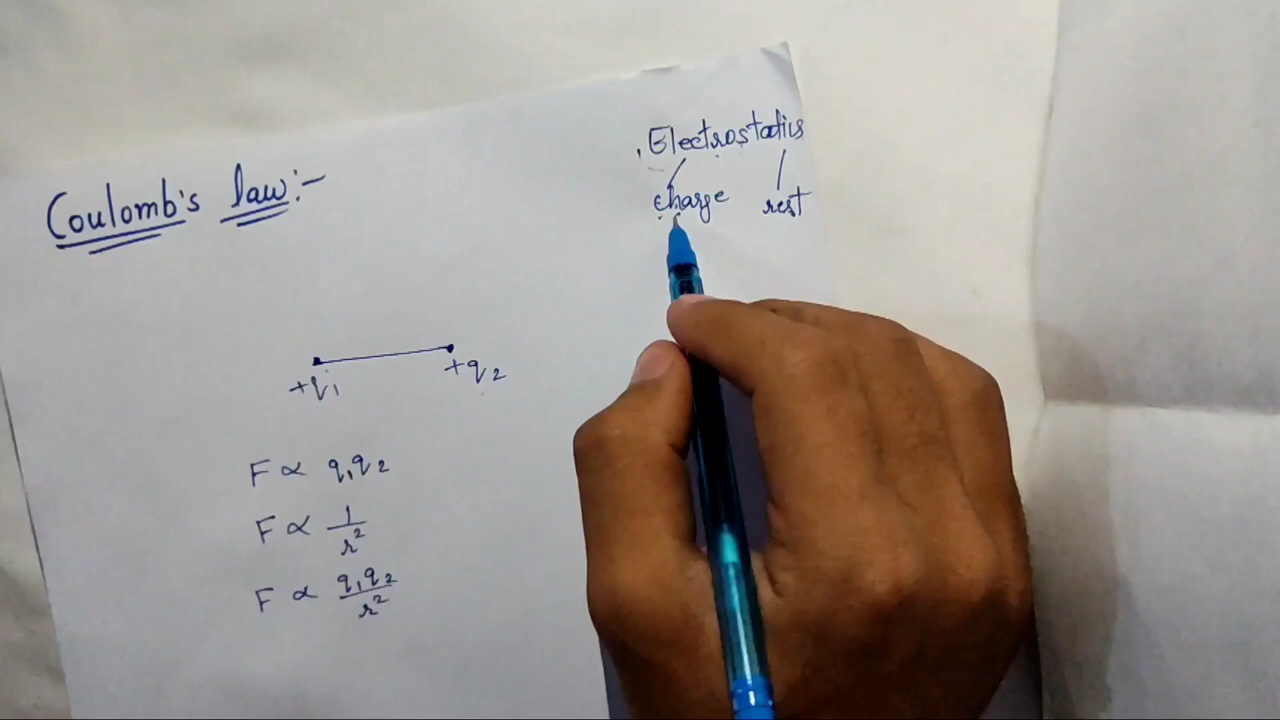 Coulomb's law:-
Electrostatics
charge rest
+q1 +q2
F ∝ q1q2
F ∝ 1/r²
F ∝ q1q2/r²